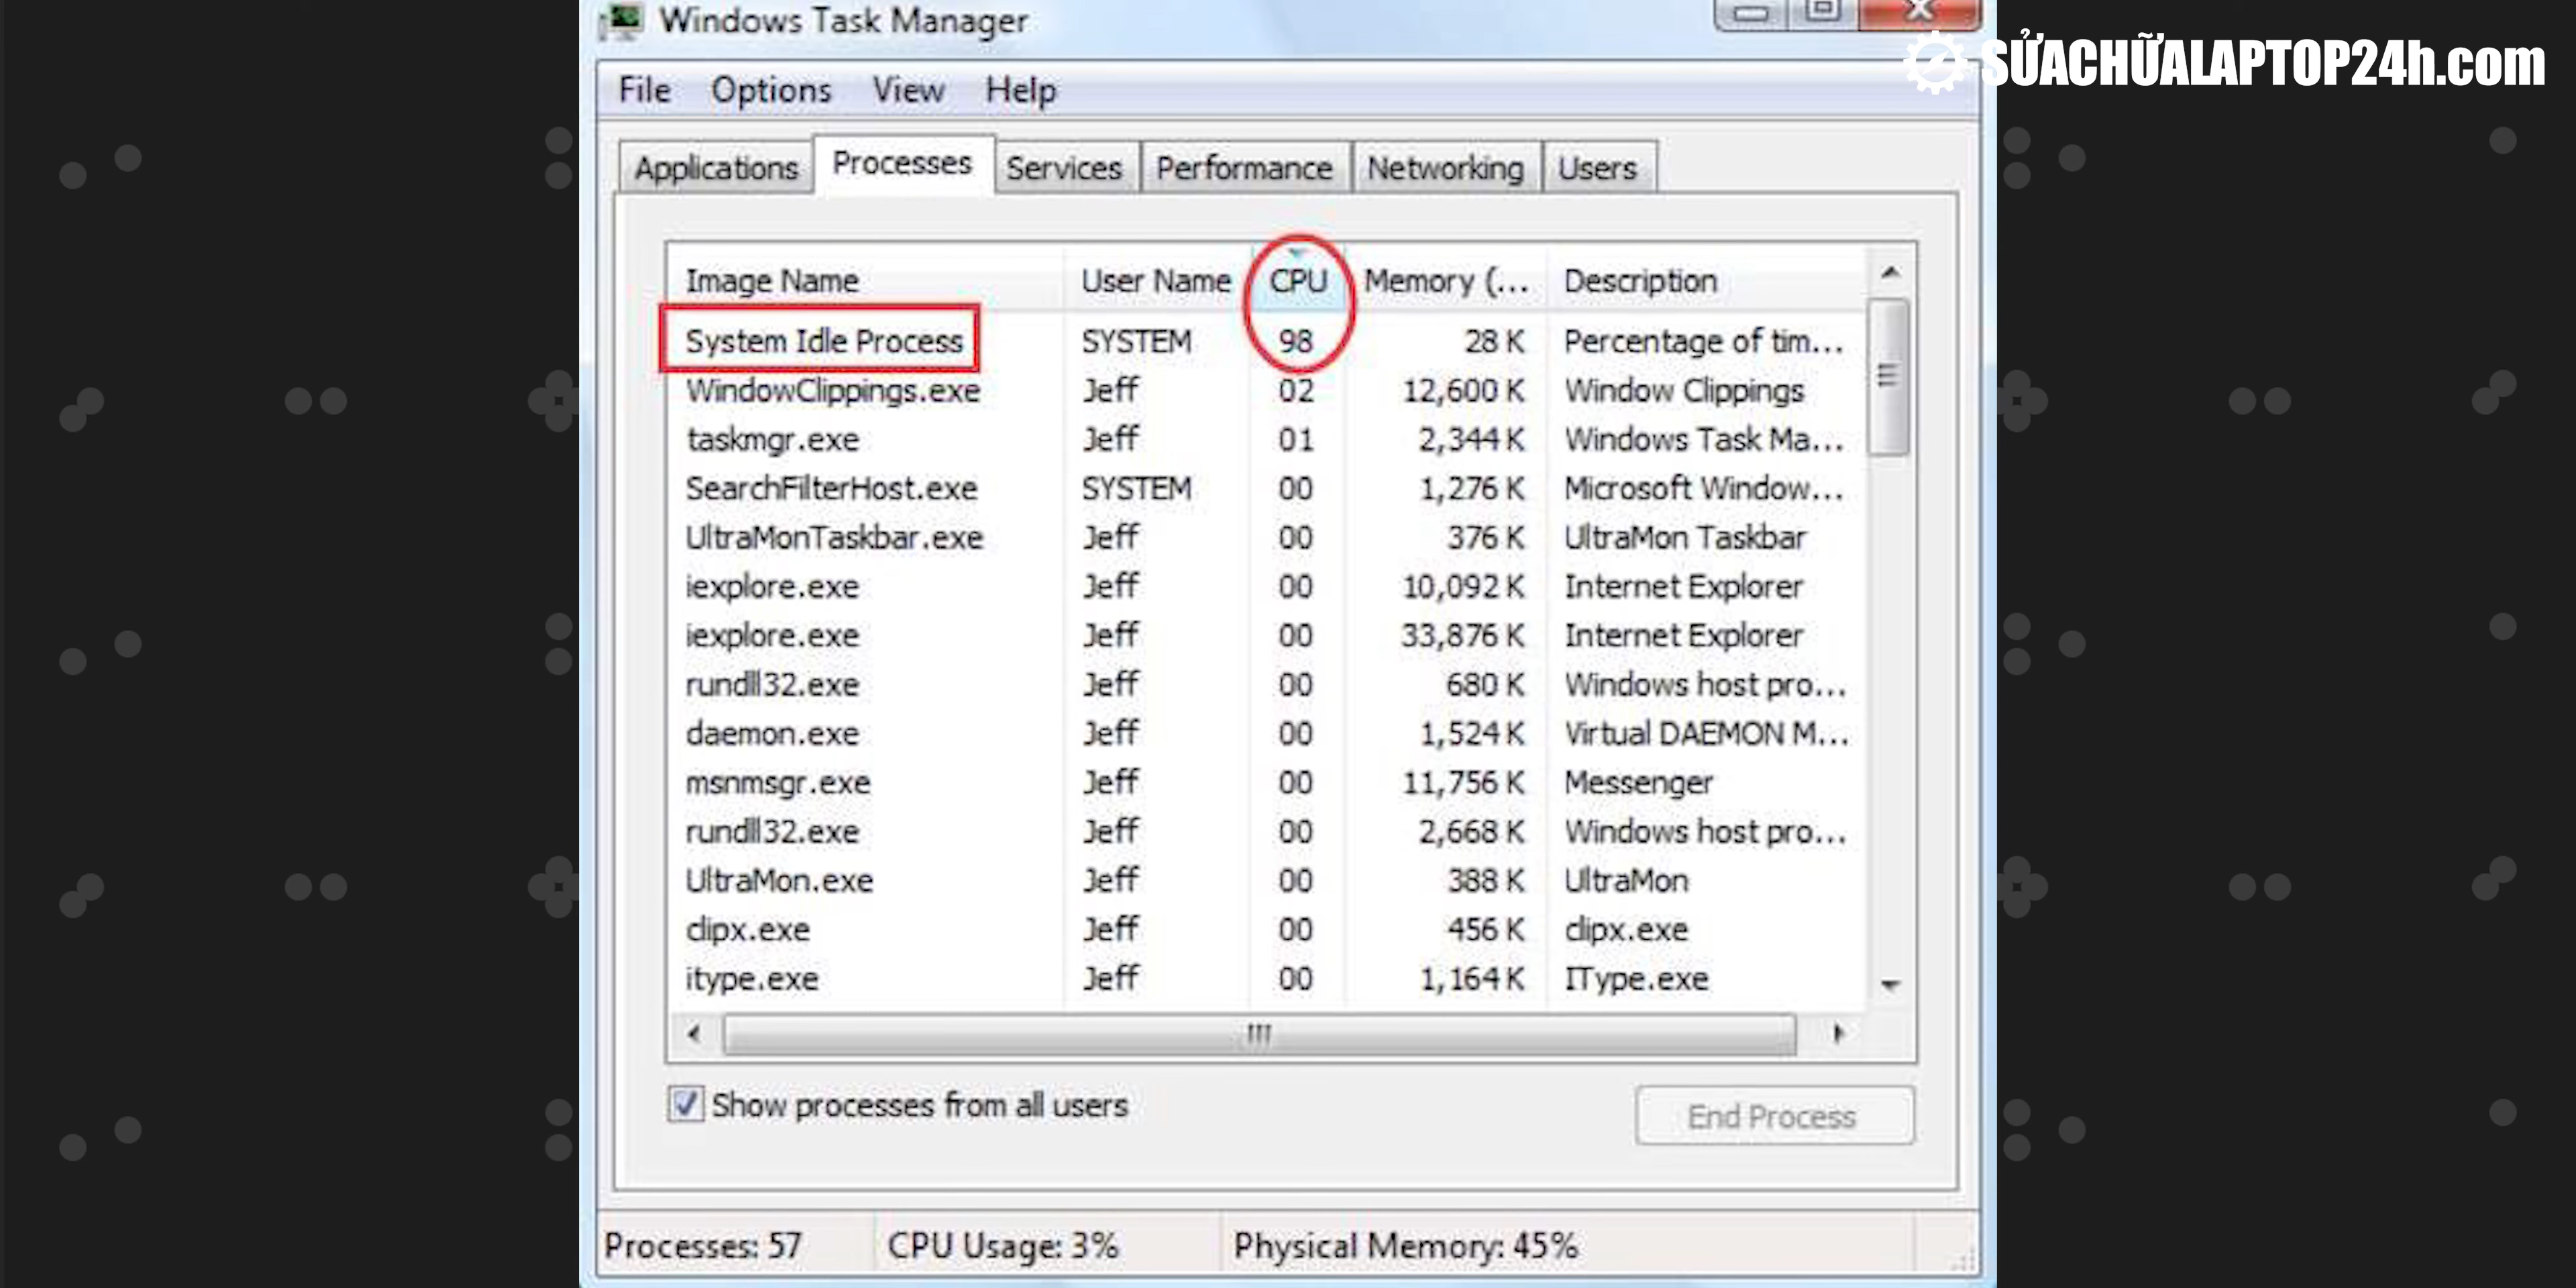 Windows Task Manager
SỬACHỮALAPTOP24h.com
File Options View Help
Applications Processes Services Performance Networking Users
Image Name User Name CPU Memory (... Description
System Idle Process SYSTEM 98 28 K Percentage of tim...
WindowClippings.exe Jeff 02 12,600 K Window Clippings
taskmgr.exe Jeff 01 2,344 K Windows Task Ma...
SearchFilterHost.exe SYSTEM 00 1,276 K Microsoft Window...
UltraMonTaskbar.exe Jeff 00 376 K UltraMon Taskbar
iexplore.exe Jeff 00 10,092 K Internet Explorer
iexplore.exe Jeff 00 33,876 K Internet Explorer
rundll32.exe Jeff 00 680 K Windows host pro...
daemon.exe Jeff 00 1,524 K Virtual DAEMON M...
msnmsgr.exe Jeff 00 11,756 K Messenger
rundll32.exe Jeff 00 2,668 K Windows host pro...
UltraMon.exe Jeff 00 388 K UltraMon
clipx.exe Jeff 00 456 K clipx.exe
itype.exe Jeff 00 1,164 K IType.exe
Show processes from all users
End Process
Processes: 57 CPU Usage: 3% Physical Memory: 45%